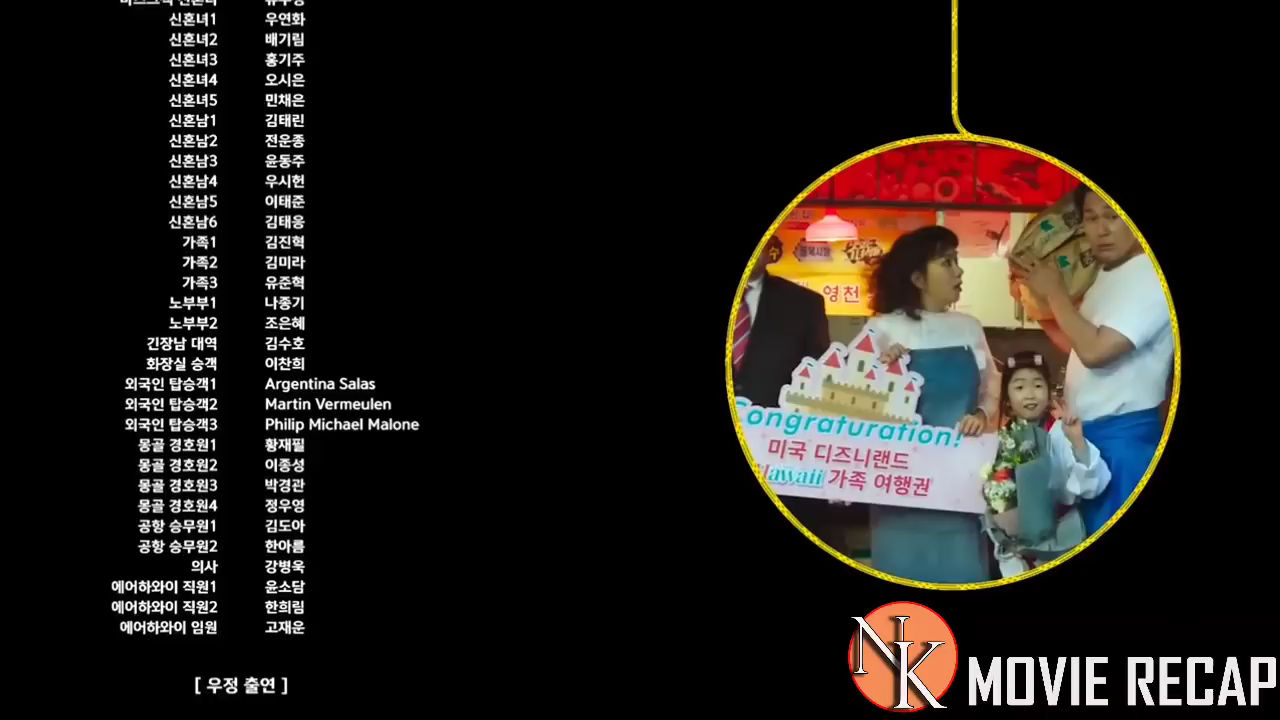 신혼녀1 우연화
신혼녀2 배기림
신혼녀3 홍기주
신혼녀4 오시은
신혼녀5 민채은
신혼남1 김태린
신혼남2 전운종
신혼남3 윤동주
신혼남4 우시헌
신혼남5 이태준
신혼남6 김태웅
가족1 김진혁
가족2 김미라
가족3 유준혁
노부부1 나종기
노부부2 조은혜
긴장남 대역 김수호
화장실 승객 이찬희
외국인 탑승객1 Argentina Salas
외국인 탑승객2 Martin Vermeulen
외국인 탑승객3 Philip Michael Malone
몽골 경호원1 황재필
몽골 경호원2 이종성
몽골 경호원3 박경관
몽골 경호원4 정우영
공항 승무원1 김도아
공항 승무원2 한아름
의사 강병욱
에어하와이 직원1 윤소담
에어하와이 직원2 한희림
에어하와이 임원 고재운
[ 우정 출연 ]
영천
Congraturation!
미국 디즈니랜드
Hawaii 가족 여행권
NK MOVIE RECAP